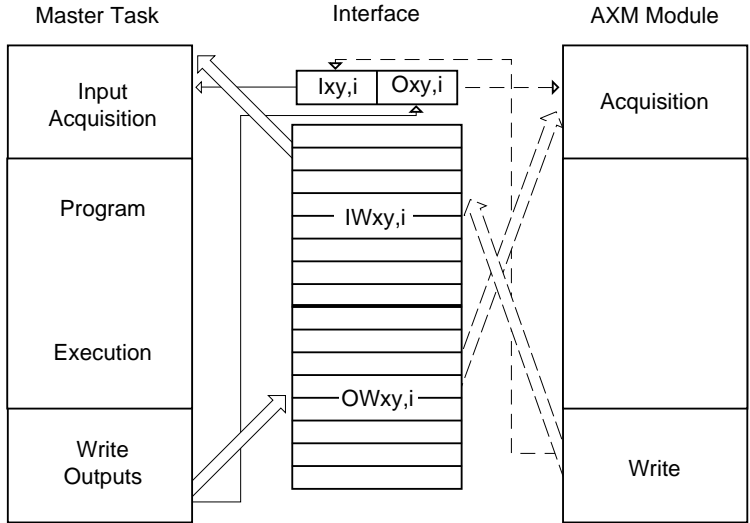 Master Task
Interface
AXM Module
Ixy,i
Oxy,i
Input
Acquisition
Acquisition
Program
IWxy,i
Execution
OWxy,i
Write
Outputs
Write